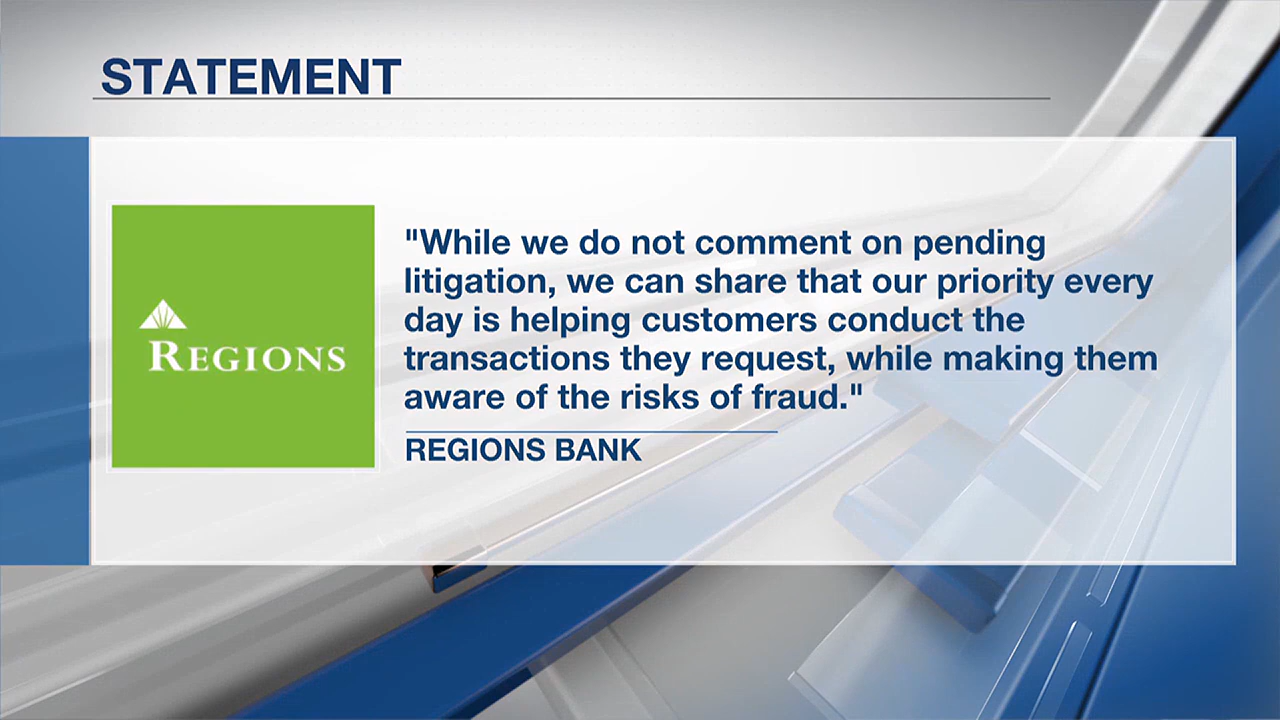 STATEMENT
REGIONS
"While we do not comment on pending
litigation, we can share that our priority every
day is helping customers conduct the
transactions they request, while making them
aware of the risks of fraud."
REGIONS BANK